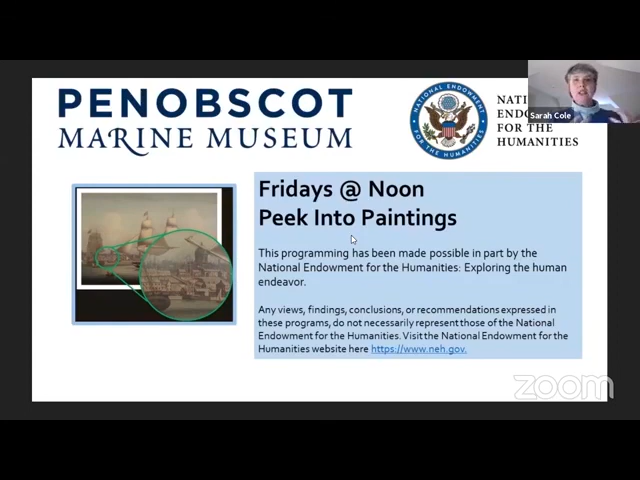 PENOBSCOT
MARINE MUSEUM
NATIONAL ENDOWMENT
FOR THE HUMANITIES
FOR THE
HUMANITIES
Sarah Cole
Fridays @ Noon
Peek Into Paintings
This programming has been made possible in part by the
National Endowment for the Humanities: Exploring the human
endeavor.
Any views, findings, conclusions, or recommendations expressed in
these programs, do not necessarily represent those of the National
Endowment for the Humanities. Visit the National Endowment for the
Humanities website here https://www.neh.gov.
zoom